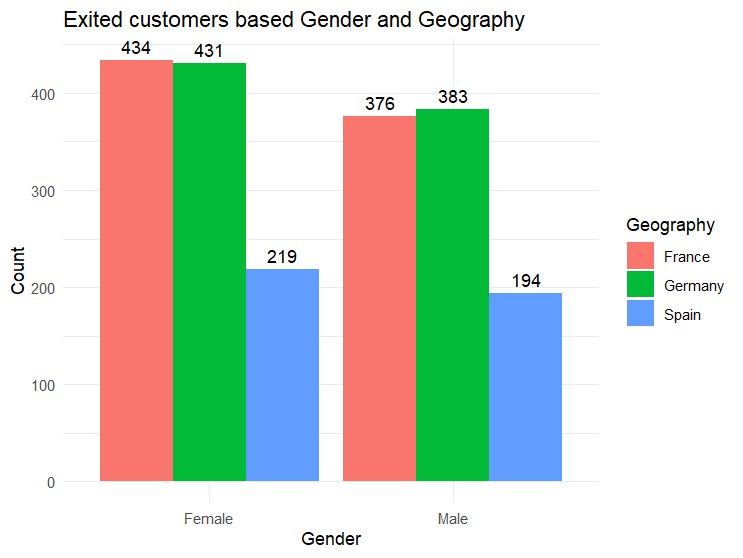 Exited customers based Gender and Geography
434
431
219
376
383
194
400
300
200
100
0
Count
Female
Male
Gender
Geography
France
Germany
Spain